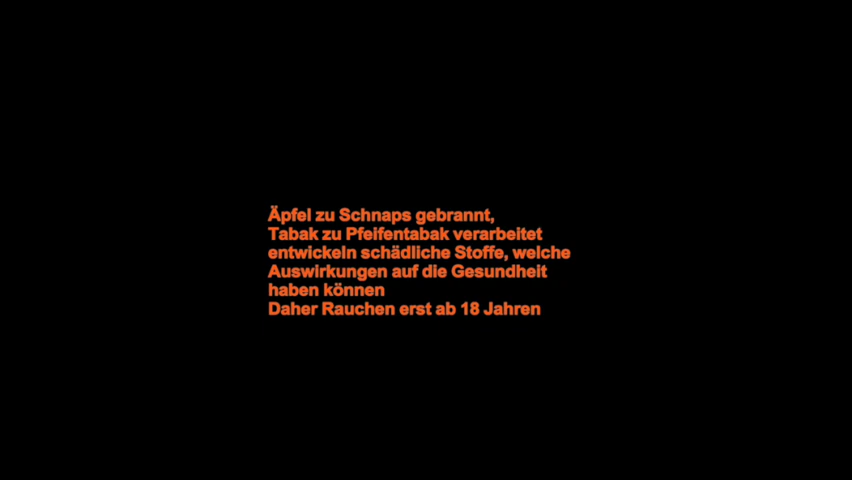 Äpfel zu Schnaps gebrannt,
Tabak zu Pfeifentabak verarbeitet
entwickeln schädliche Stoffe, welche
Auswirkungen auf die Gesundheit
haben können
Daher Rauchen erst ab 18 Jahren